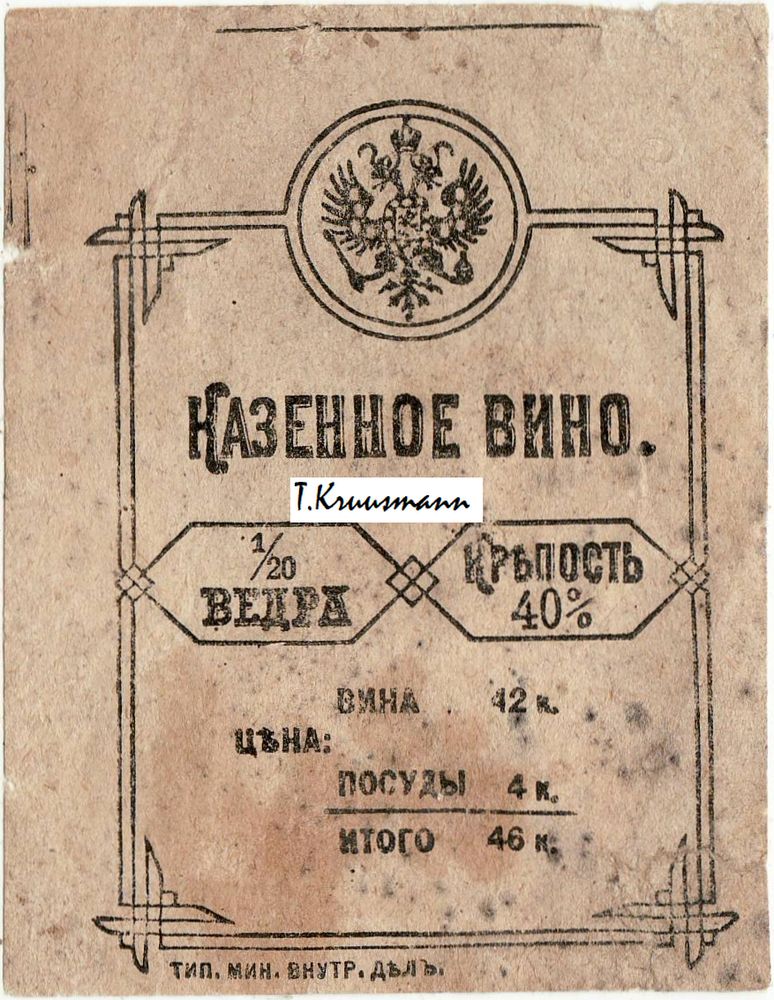 КАЗЕННОЕ ВИНО.
T.Kruusmann
1/20
ВЕДРА
КРѢПОСТЬ
40%
ВИНА 42 к.
ЦѢНА:
ПОСУДЫ 4 к.
ИТОГО 46 к.
ТИП. МИН. ВНУТР. ДѢЛЪ.